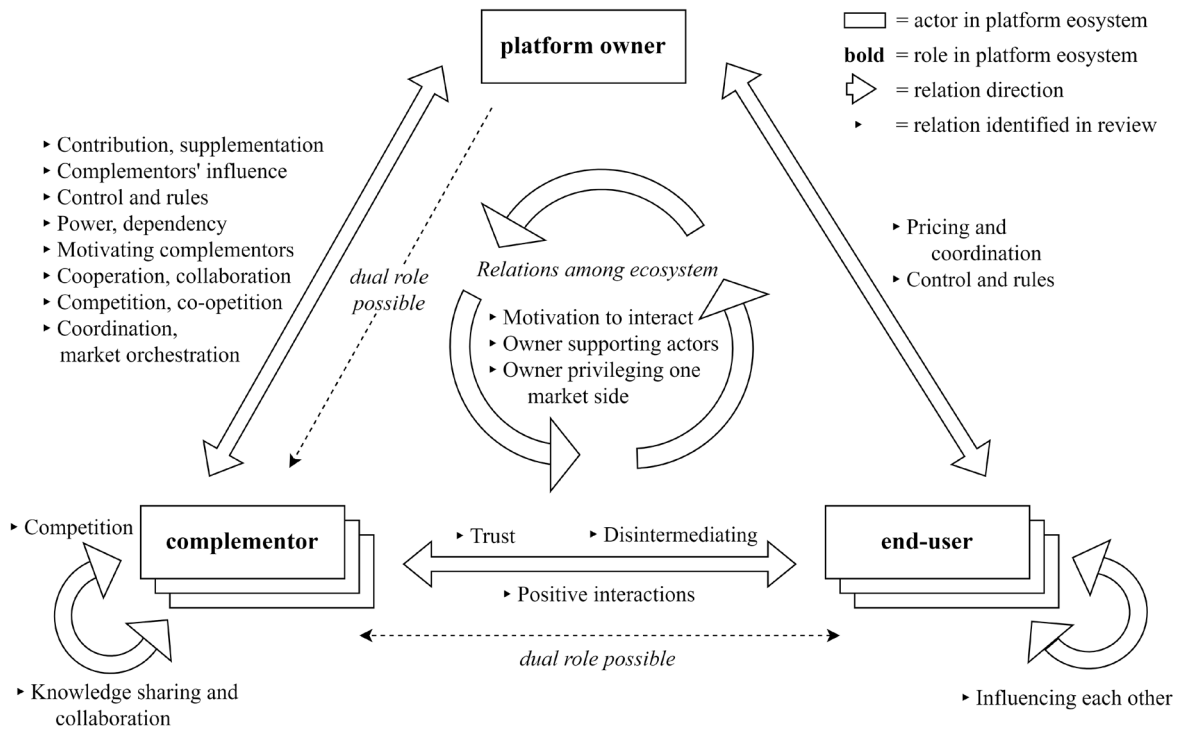 platform owner
= actor in platform eosystem
bold = role in platform eosystem
= relation direction
‣ = relation identified in review
‣ Contribution, supplementation
‣ Complementors' influence
‣ Control and rules
‣ Power, dependency
‣ Motivating complementors
‣ Cooperation, collaboration
‣ Competition, co-opetition
‣ Coordination,
market orchestration
dual role
possible
Relations among ecosystem
‣ Motivation to interact
‣ Owner supporting actors
‣ Owner privileging one
market side
‣ Pricing and
coordination
‣ Control and rules
‣ Competition
complementor
‣ Knowledge sharing and
collaboration
‣ Trust
‣ Disintermediating
‣ Positive interactions
dual role possible
end-user
‣ Influencing each other